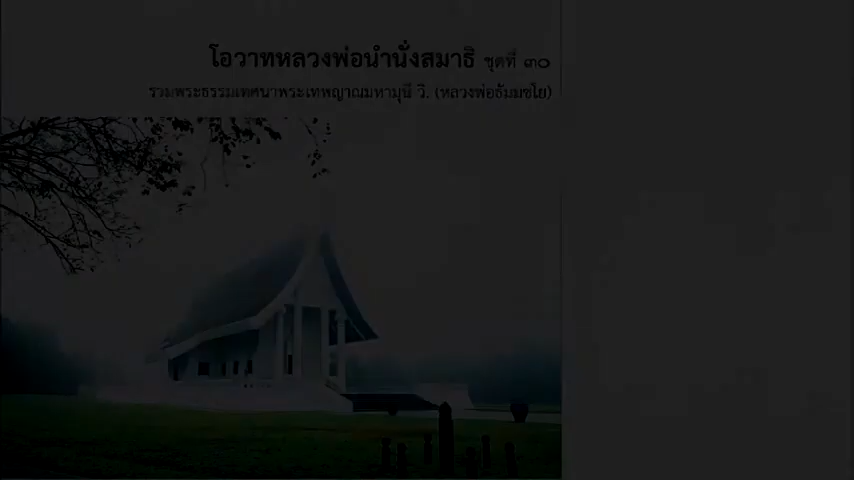 โอวาทหลวงพ่อนำนั่งสมาธิ ชุดที่ ๓๐
รวมพระธรรมเทศนาพระเทพญาณมหามุนี วิ. (หลวงพ่อธัมมชโย)